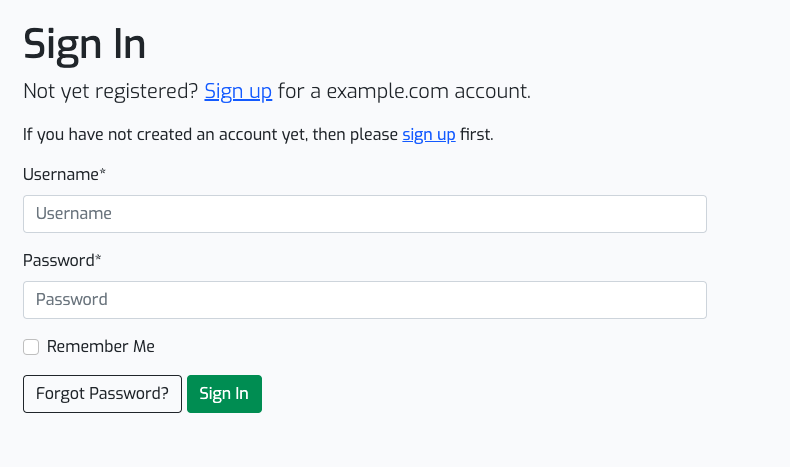 Sign In
Not yet registered? Sign up for a example.com account.
If you have not created an account yet, then please sign up first.
Username*
Username
Password*
Password
Remember Me
Forgot Password? Sign In